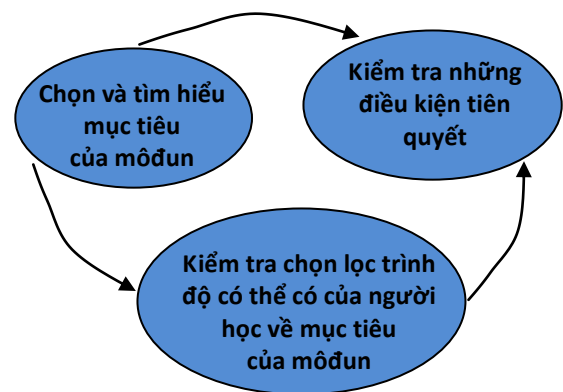 Chọn và tìm hiểu
mục tiêu
của môđun
Kiểm tra những
điều kiện tiên
quyết
Kiểm tra chọn lọc trình
độ có thể có của người
học về mục tiêu
của môđun